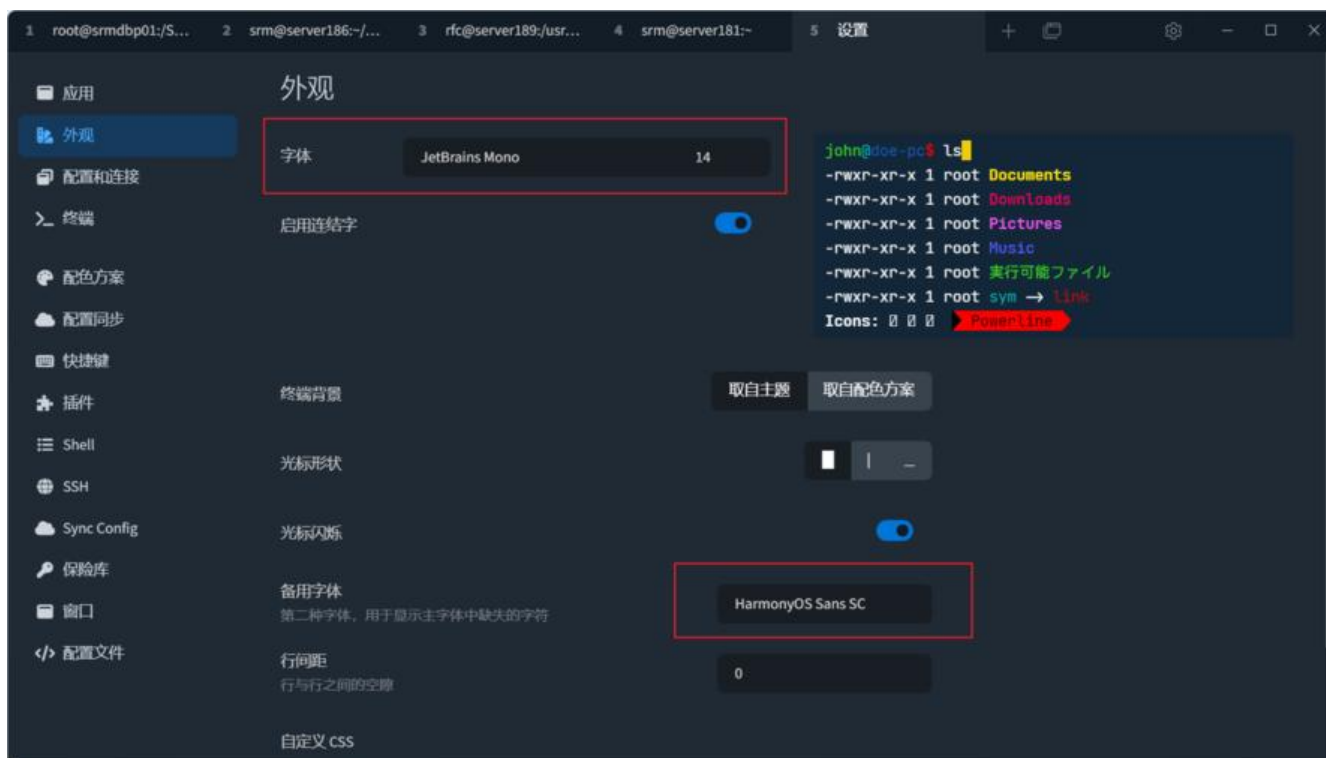 1 root@srmdbp01:/S... 2 srm@server186:~/... 3 rfc@server189:/usr... 4 srm@server181:~ 5 设置
应用
外观
配置和连接
终端
配色方案
配置同步
快捷键
插件
Shell
SSH
Sync Config
保险库
窗口
配置文件
外观
字体 JetBrains Mono 14
启用连结字
john@doe-pc$ ls
-rwxr-xr-x 1 root Documents
-rwxr-xr-x 1 root Downloads
-rwxr-xr-x 1 root Pictures
-rwxr-xr-x 1 root Music
-rwxr-xr-x 1 root 実行可能ファイル
-rwxr-xr-x 1 root sym → link
Icons: 0 0 0 Powerline
终端背景 取自主题 取自配色方案
光标形状
光标闪烁
备用字体 HarmonyOS Sans SC
第二种字体，用于显示主字体中缺失的字符
行间距 0
行与行之间的空隙
自定义 CSS